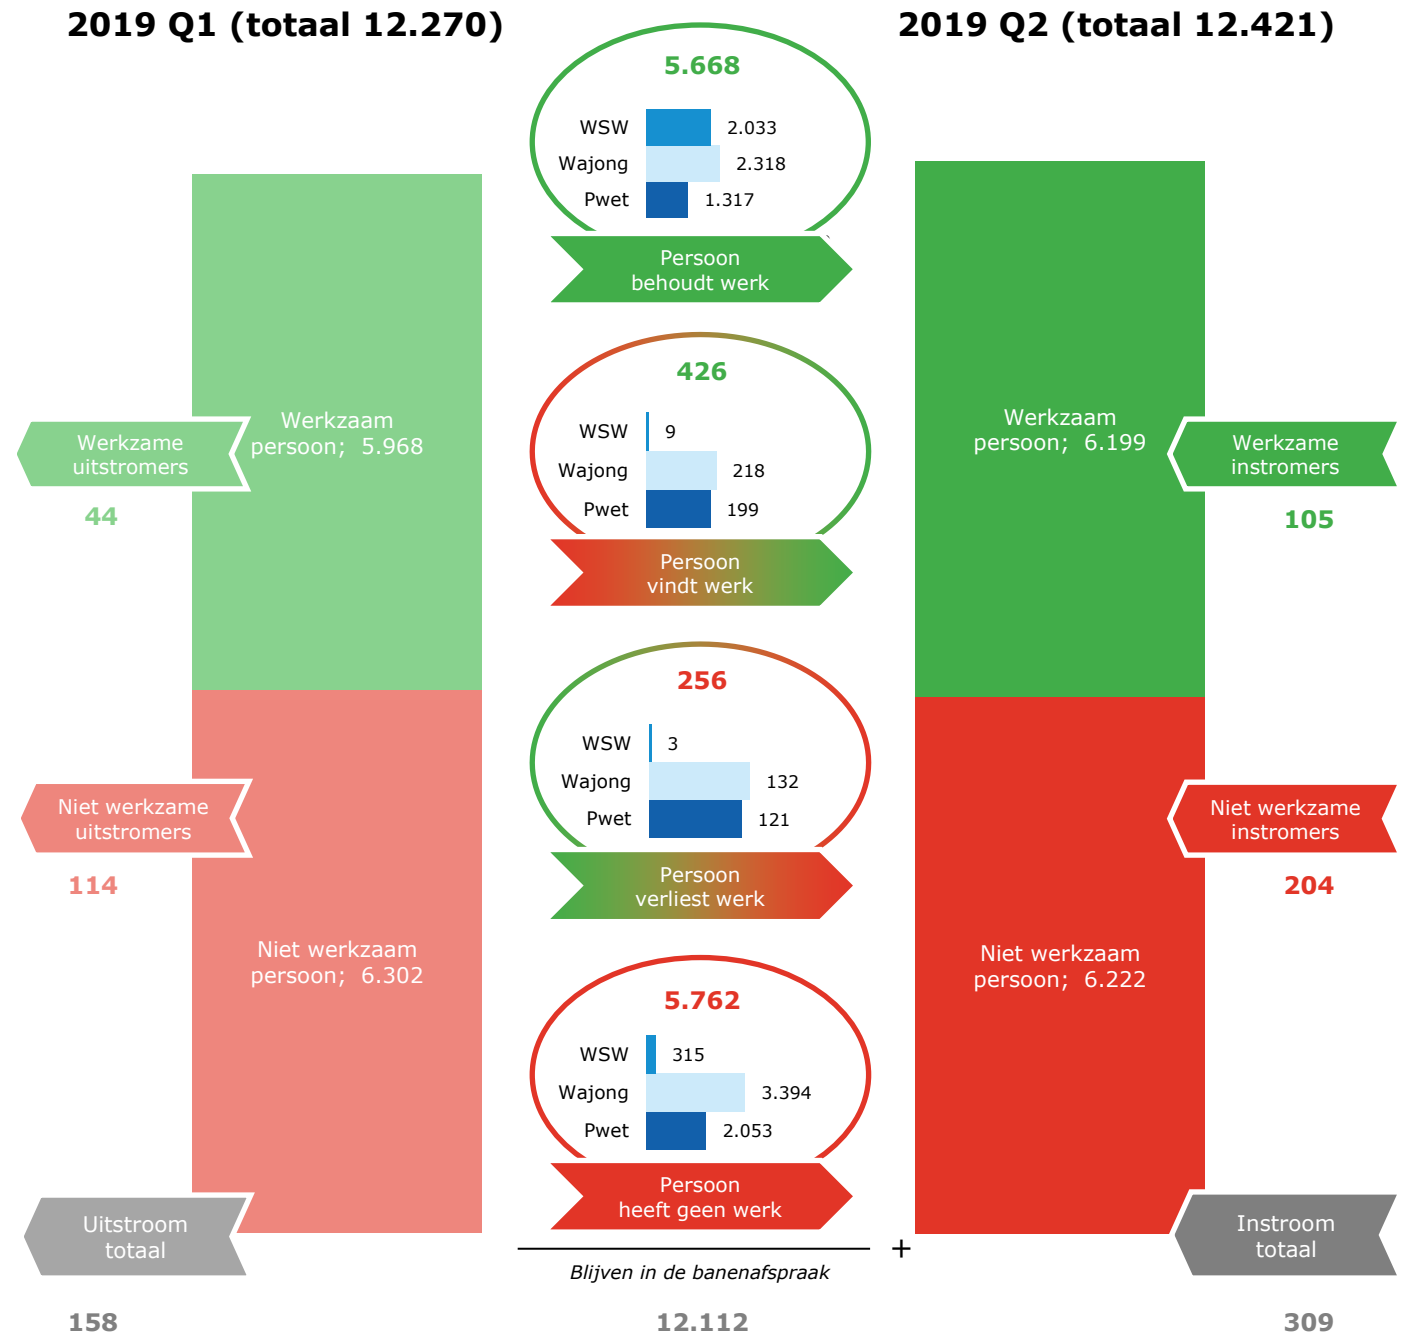 2019 Q1 (totaal 12.270)
2019 Q2 (totaal 12.421)
5.668
WSW 2.033
Wajong 2.318
Pwet 1.317
Persoon
behoudt werk
426
WSW 9
Wajong 218
Pwet 199
Persoon
vindt werk
256
WSW 3
Wajong 132
Pwet 121
Persoon
verliest werk
5.762
WSW 315
Wajong 3.394
Pwet 2.053
Persoon
heeft geen werk
Werkzaam
persoon; 5.968
Werkzame
uitstromers
44
Niet werkzame
uitstromers
114
Niet werkzaam
persoon; 6.302
Uitstroom
totaal
158
Werkzaam
persoon; 6.199
Werkzame
instromers
105
Niet werkzame
instromers
204
Niet werkzaam
persoon; 6.222
Instroom
totaal
309
+
Blijven in de banenafspraak
12.112